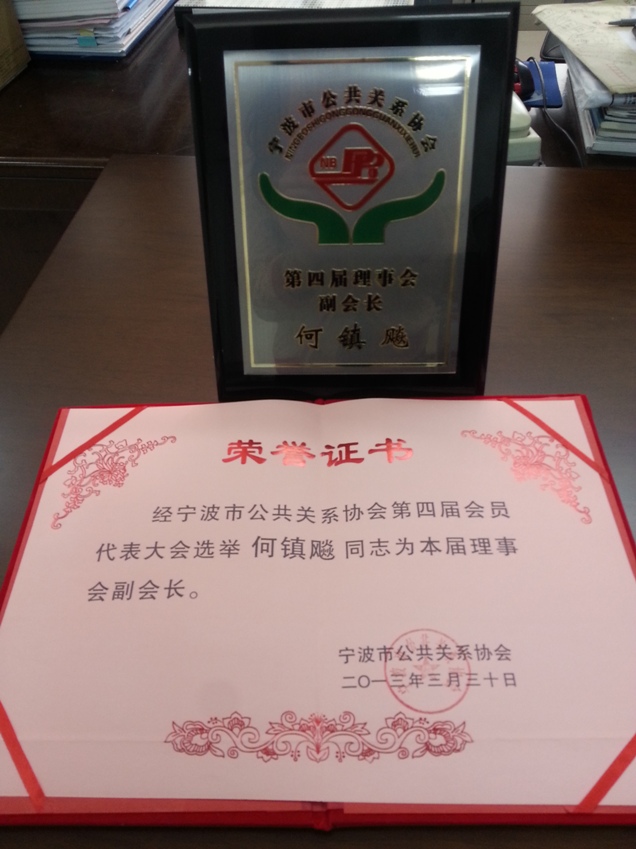 宁波市公共关系协会
第四届理事会
副会长
何镇飚
荣誉证书
经宁波市公共关系协会第四届会员
代表大会选举 何镇飚 同志为本届理事
会副会长。
宁波市公共关系协会
二〇一三年三月三十日